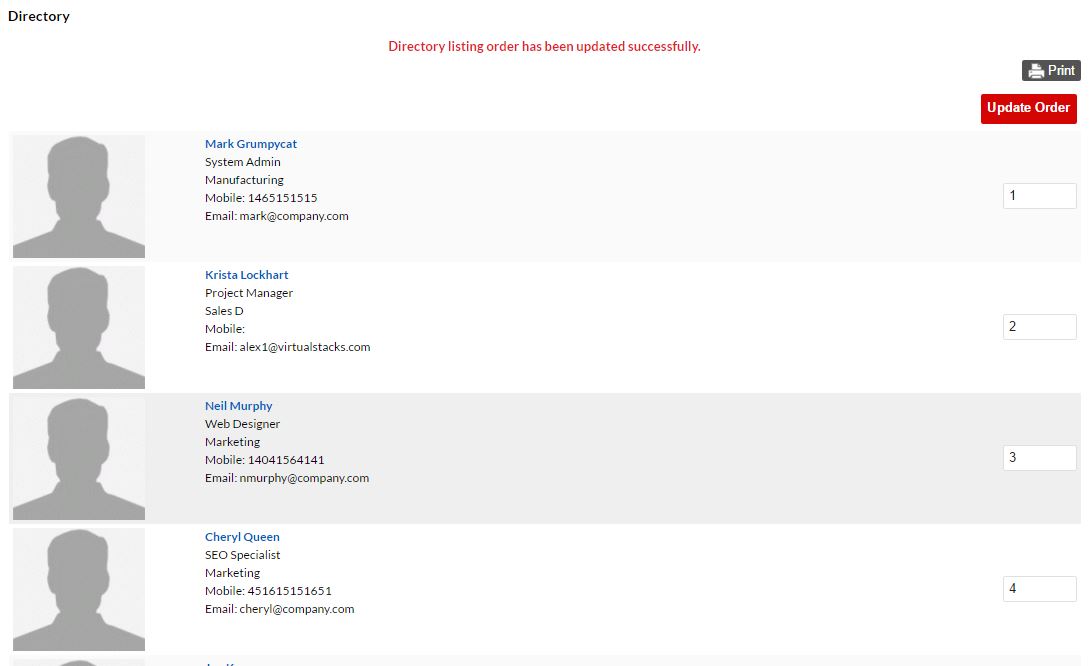 Directory
Directory listing order has been updated successfully.
Print
Update Order
Mark Grumpycat
System Admin
Manufacturing
Mobile: 1465151515
Email: mark@company.com
1
Krista Lockhart
Project Manager
Sales D
Mobile:
Email: alex1@virtualstacks.com
2
Neil Murphy
Web Designer
Marketing
Mobile: 14041564141
Email: nmurphy@company.com
3
Cheryl Queen
SEO Specialist
Marketing
Mobile: 451615151651
Email: cheryl@company.com
4